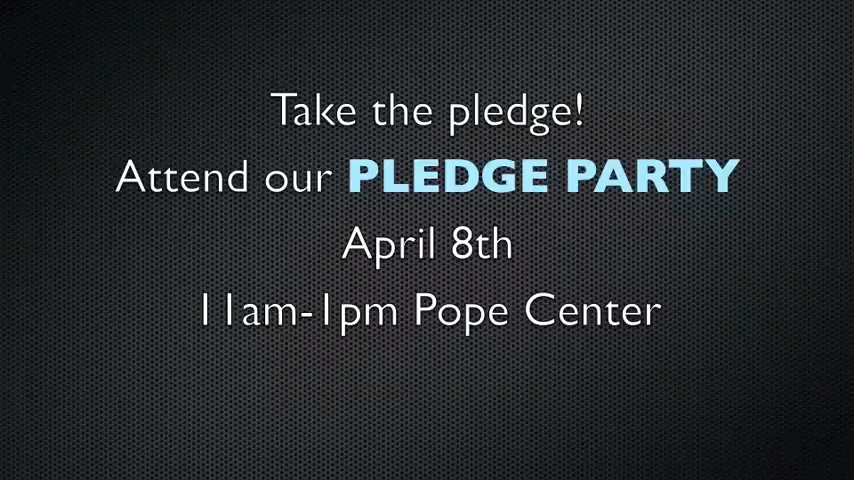 Take the pledge!
Attend our PLEDGE PARTY
April 8th
11am-1pm Pope Center